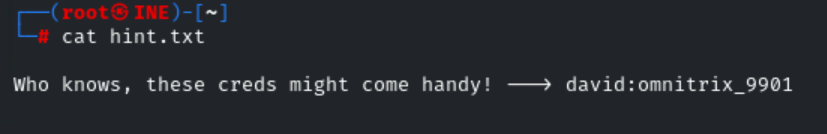 ┌──(root㉿INE)-[~]
└─# cat hint.txt
Who knows, these creds might come handy! ⟶ david:omnitrix_9901